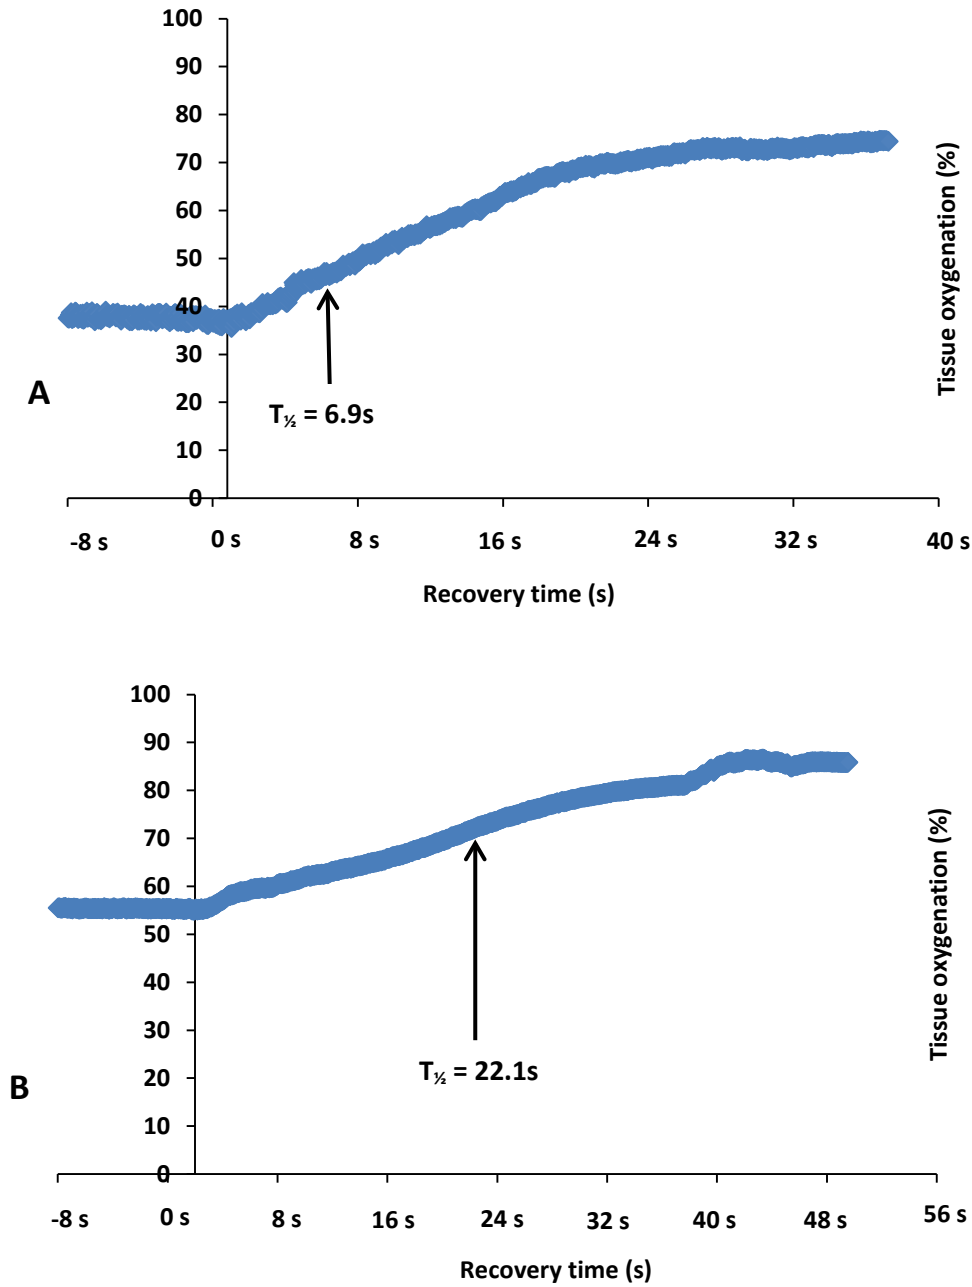 100
90
80
70
60
50
40
30
20
10
0
Tissue oxygenation (%)
A
T½ = 6.9s
-8 s 0 s 8 s 16 s 24 s 32 s 40 s
Recovery time (s)
100
90
80
70
60
50
40
30
20
10
0
Tissue oxygenation (%)
B
T½ = 22.1s
-8 s 0 s 8 s 16 s 24 s 32 s 40 s 48 s 56 s
Recovery time (s)